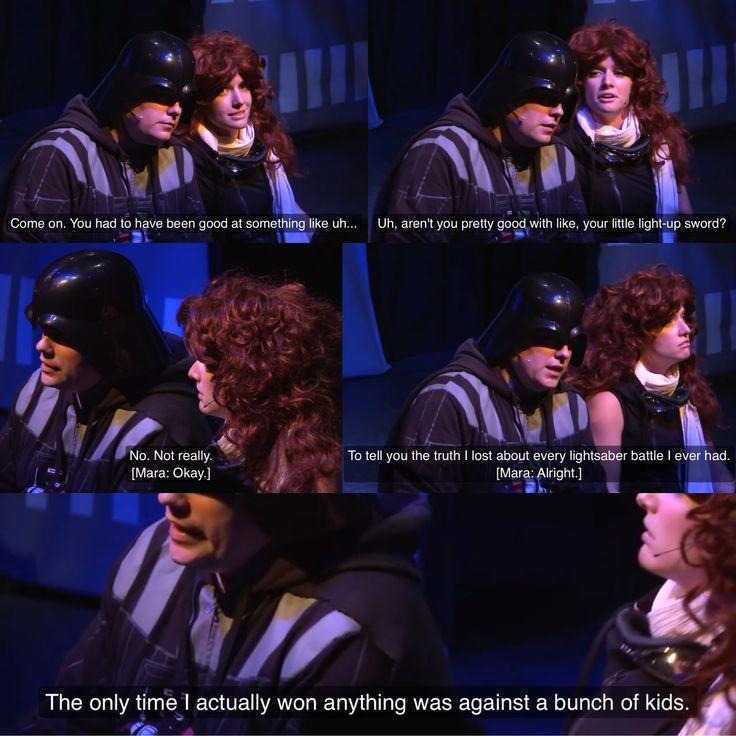 Come on. You had to have been good at something like uh...
Uh, aren't you pretty good with like, your little light-up sword?
No. Not really.
[Mara: Okay.]
To tell you the truth I lost about every lightsaber battle I ever had.
[Mara: Alright.]
The only time I actually won anything was against a bunch of kids.